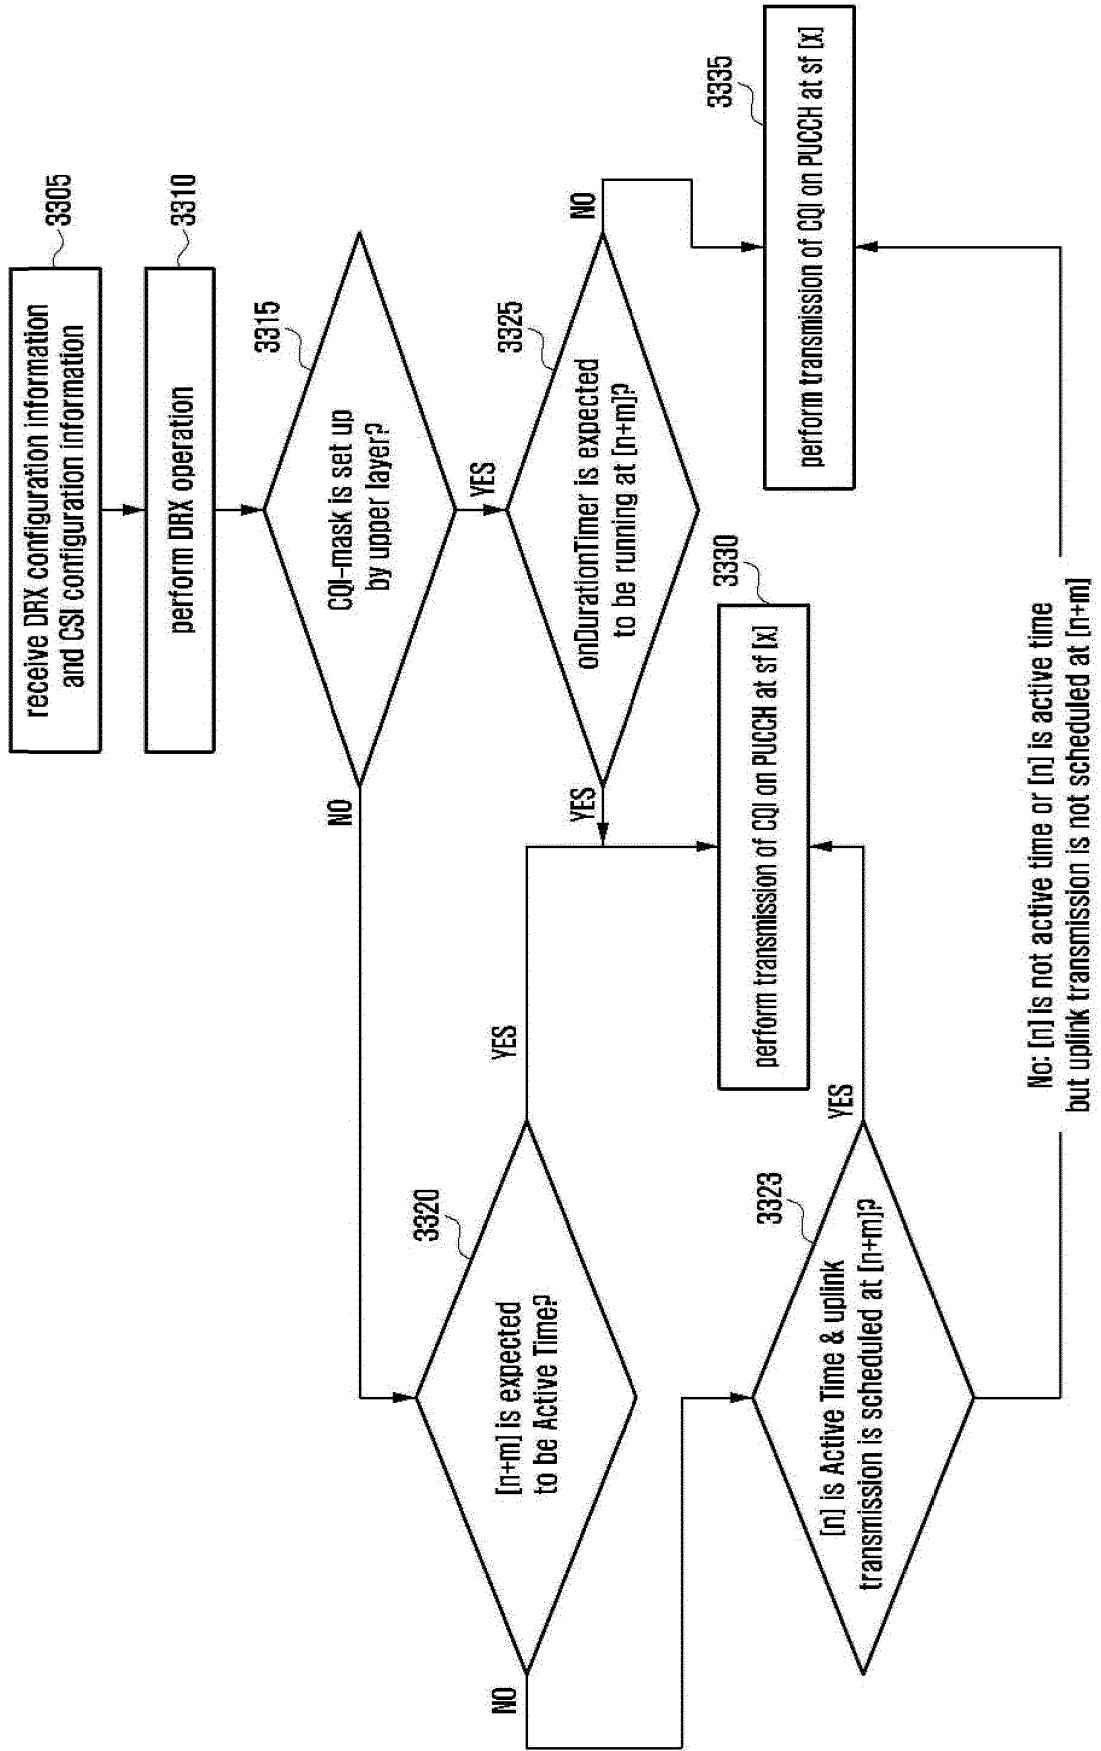 receive DRX configuration information
and CSI configuration information
3305
perform DRX operation
3310
CQI-mask is set up
by upper layer?
3315
NO
YES
onDurationTimer is expected
to be running at [n+m]?
3325
YES
NO
[n+m] is expected
to be Active Time?
3320
YES
NO
perform transmission of CQI on PUCCH at sf [x]
3330
perform transmission of CQI on PUCCH at sf [x]
3335
[n] is Active Time & uplink
transmission is scheduled at [n+m]?
3323
YES
No: [n] is not active time or [n] is active time
but uplink transmission is not scheduled at [n+m]